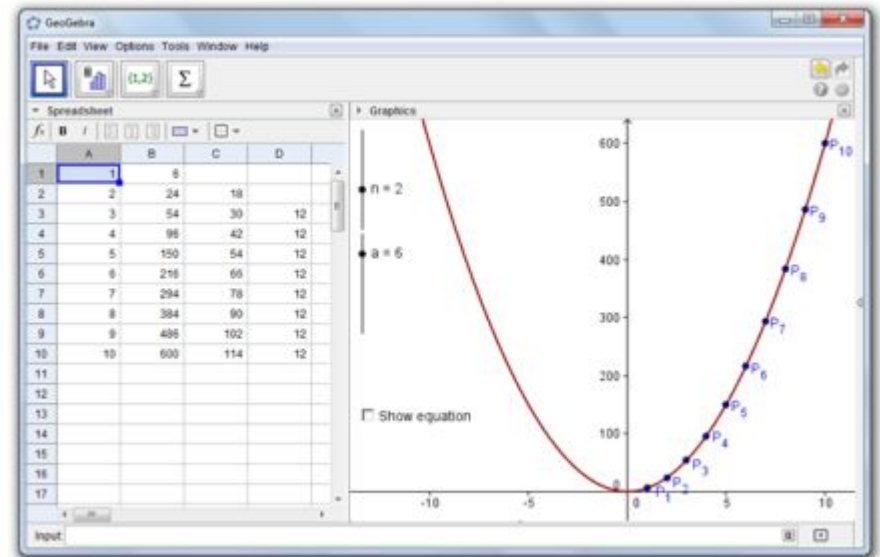 GeoGebra
File Edit View Options Tools Window Help
{1,2} Σ
Spreadsheet
Graphics
fx B I
A B C D
1 1 6
2 2 24 18
3 3 54 30 12
4 4 96 42 12
5 5 150 54 12
6 6 216 66 12
7 7 294 78 12
8 8 384 90 12
9 9 486 102 12
10 10 600 114 12
11
12
13
14
15
16
17
n = 2
a = 6
Show equation
600
500
400
300
200
100
0
-10 -5 0 5 10
P10
P9
P8
P7
P6
P5
P4
P3
P2
P1
Input: